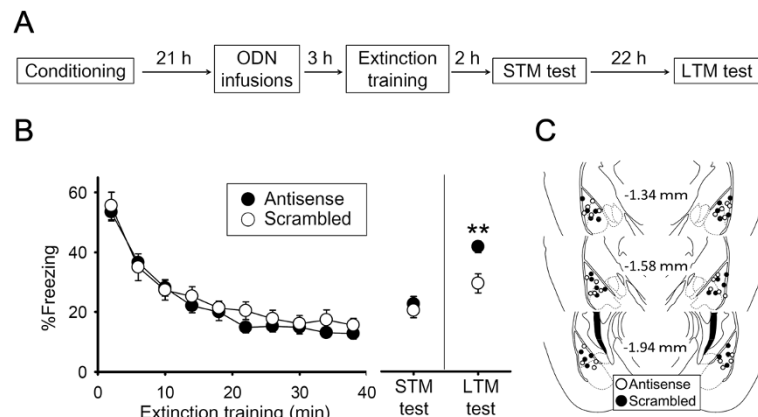 A
Conditioning
21 h
ODN
infusions
3 h
Extinction
training
2 h
STM test
22 h
LTM test
B
%Freezing
60
40
20
0
Antisense
Scrambled
**
0
10
20
30
40
Extinction training (min)
STM
test
LTM
test
C
-1.34 mm
-1.58 mm
-1.94 mm
Antisense
Scrambled